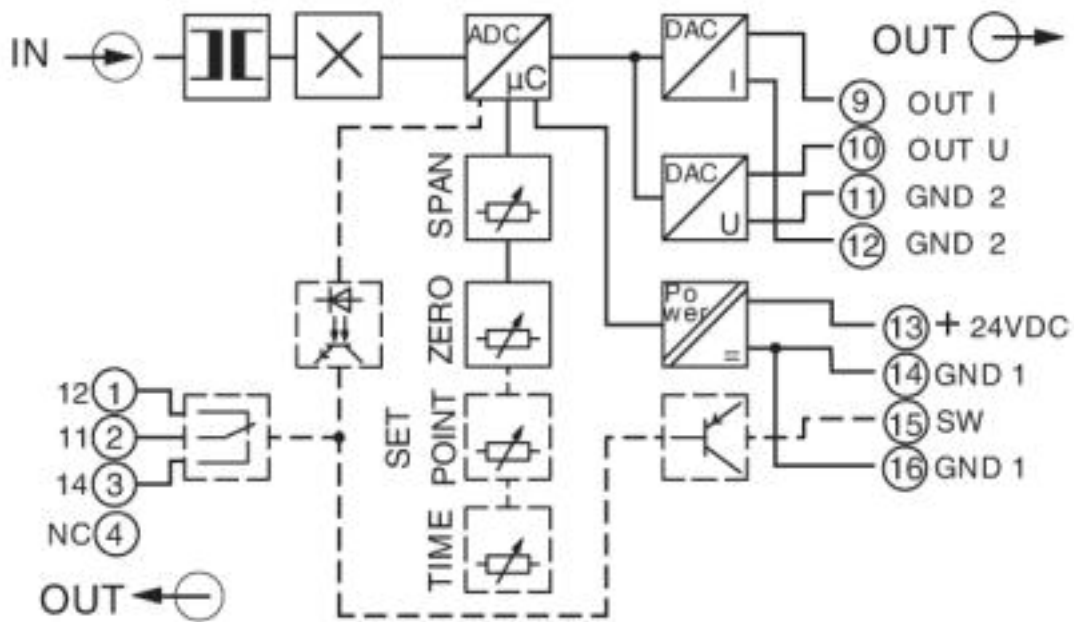 IN
ADC
µC
DAC
I
OUT
9 OUT I
10 OUT U
11 GND 2
12 GND 2
DAC
U
SPAN
ZERO
SET
POINT
TIME
Po
wer
=
13 + 24VDC
14 GND 1
15 SW
16 GND 1
12 1
11 2
14 3
NC 4
OUT